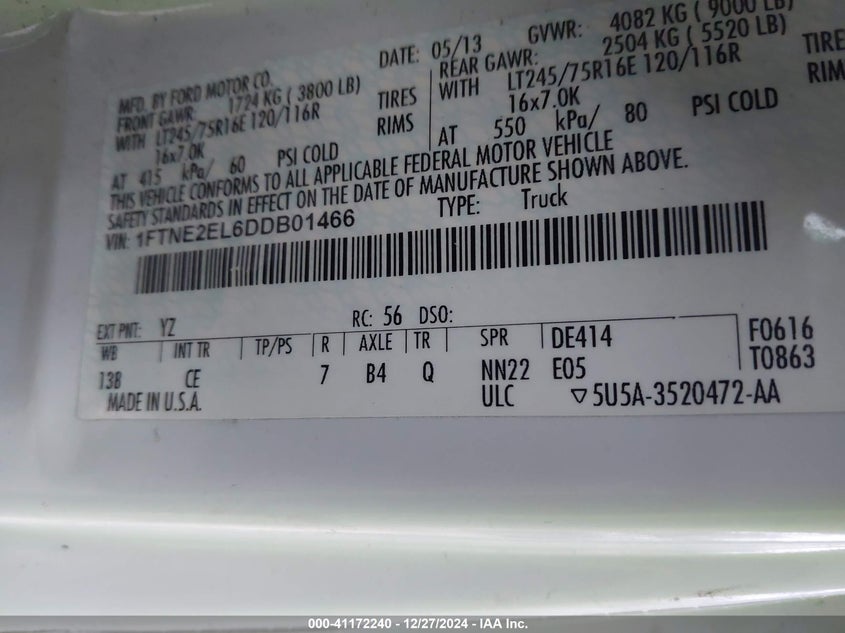 MFD. BY FORD MOTOR CO. DATE: 05/13 GVWR: 4082 KG ( 9000 LB)
FRONT GAWR: 1724 KG ( 3800 LB) REAR GAWR: 2504 KG ( 5520 LB)
WITH LT245/75R16E 120/116R TIRES WITH LT245/75R16E 120/116R TIRE
16x7.0K RIMS 16x7.0K RIMS
AT 415 kPa/ 60 PSI COLD AT 550 kPa/ 80 PSI COLD
THIS VEHICLE CONFORMS TO ALL APPLICABLE FEDERAL MOTOR VEHICLE
SAFETY STANDARDS IN EFFECT ON THE DATE OF MANUFACTURE SHOWN ABOVE.
VIN: 1FTNE2EL6DDB01466 TYPE: Truck
EXT PNT: YZ RC: 56 DSO:
WB INT TR TP/PS R AXLE TR SPR DE414 F0616
138 CE 7 B4 Q NN22 E05 T0863
MADE IN U.S.A. ULC ▽5U5A-3520472-AA
000-41172240 - 12/27/2024 - IAA Inc.